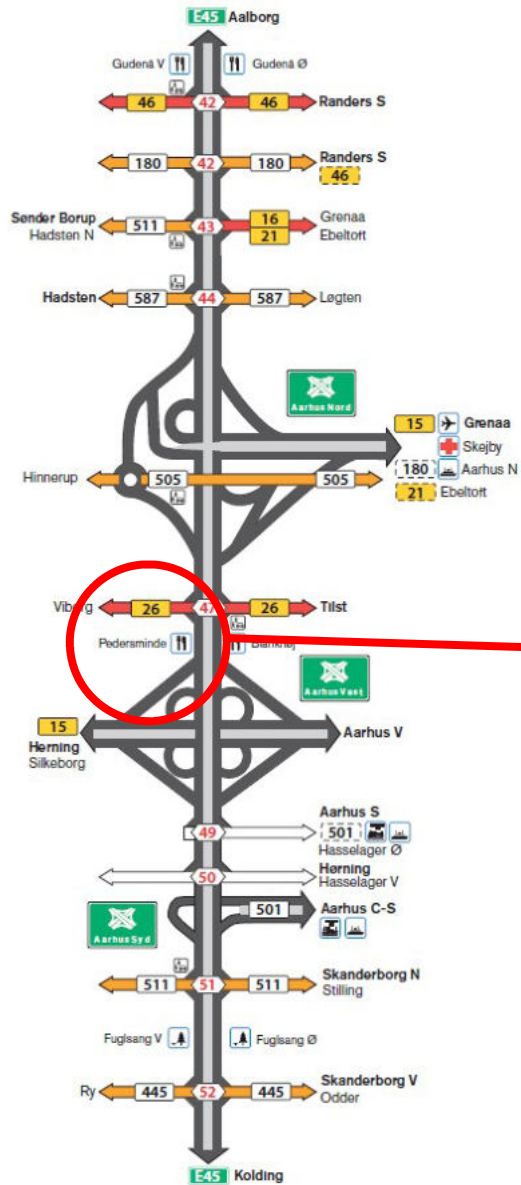 E45 Aalborg
Gudenå V Gudenå Ø
46 42 46 Randers S
180 42 180 Randers S
46
Sønder Borup 511 43 16 Grenaa
Hadsten N 21 Ebeltoft
Hadsten 587 44 587 Løgten
Aarhus Nord
15 Grenaa
Skejby
180 Aarhus N
21 Ebeltoft
Hinnerup 505 505
Viborg 26 47 26 Tilst
Pedersminde Blankhøj
Aarhus Vest
15 Aarhus V
Herning
Silkeborg
Aarhus S
49 501
Hasselager Ø
50 Hørning
Hasselager V
501 Aarhus C-S
Aarhus Syd
511 51 511 Skanderborg N
Stilling
Fuglsang V Fuglsang Ø
Ry 445 52 445 Skanderborg V
Odder
E45 Kolding